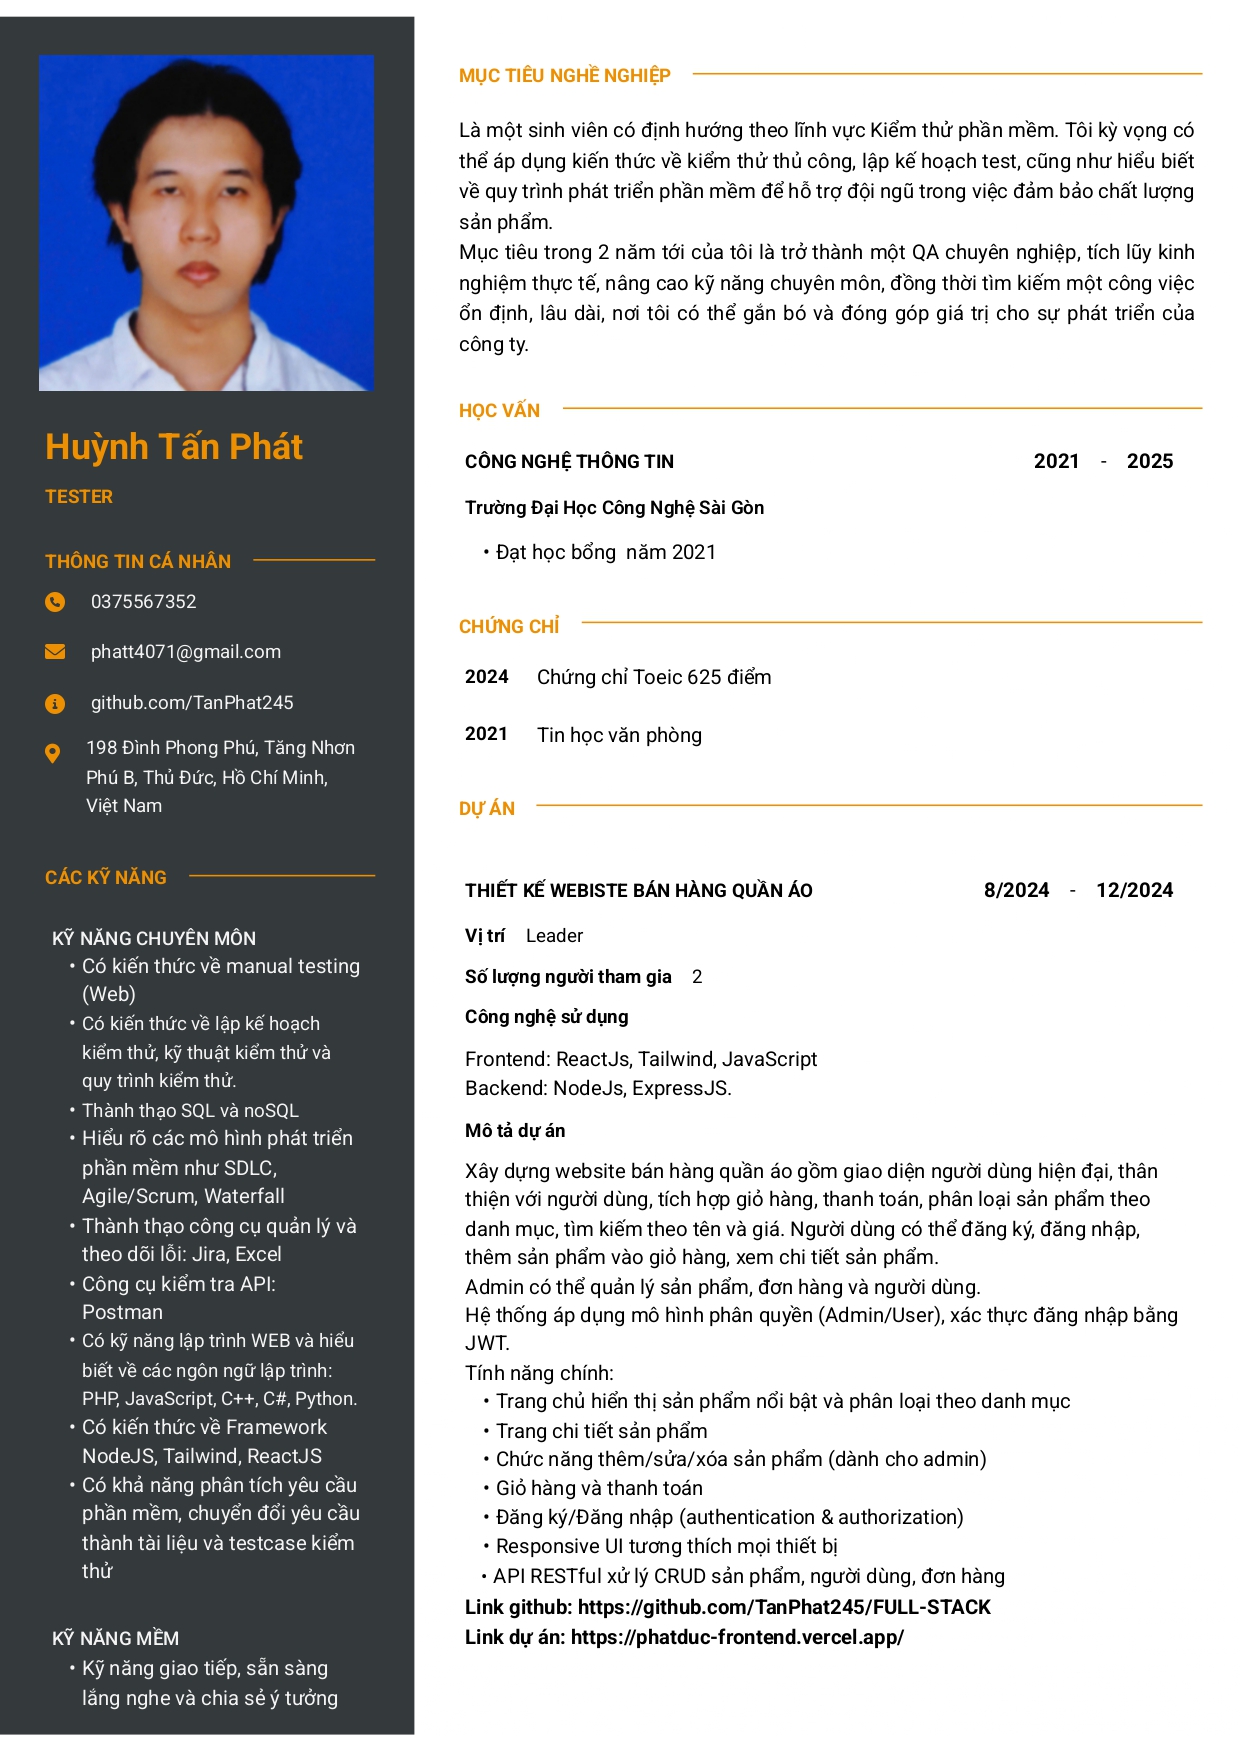 Huỳnh Tấn Phát
TESTER
THÔNG TIN CÁ NHÂN
0375567352
phatt4071@gmail.com
github.com/TanPhat245
198 Đình Phong Phú, Tăng Nhơn
Phú B, Thủ Đức, Hồ Chí Minh,
Việt Nam
CÁC KỸ NĂNG
KỸ NĂNG CHUYÊN MÔN
• Có kiến thức về manual testing
(Web)
• Có kiến thức về lập kế hoạch
kiểm thử, kỹ thuật kiểm thử và
quy trình kiểm thử.
• Thành thạo SQL và noSQL
• Hiểu rõ các mô hình phát triển
phần mềm như SDLC,
Agile/Scrum, Waterfall
• Thành thạo công cụ quản lý và
theo dõi lỗi: Jira, Excel
• Công cụ kiểm tra API:
Postman
• Có kỹ năng lập trình WEB và hiểu
biết về các ngôn ngữ lập trình:
PHP, JavaScript, C++, C#, Python.
• Có kiến thức về Framework
NodeJS, Tailwind, ReactJS
• Có khả năng phân tích yêu cầu
phần mềm, chuyển đổi yêu cầu
thành tài liệu và testcase kiểm
thử
KỸ NĂNG MỀM
• Kỹ năng giao tiếp, sẵn sàng
lắng nghe và chia sẻ ý tưởng
MỤC TIÊU NGHỀ NGHIỆP
Là một sinh viên có định hướng theo lĩnh vực Kiểm thử phần mềm. Tôi kỳ vọng có
thể áp dụng kiến thức về kiểm thử thủ công, lập kế hoạch test, cũng như hiểu biết
về quy trình phát triển phần mềm để hỗ trợ đội ngũ trong việc đảm bảo chất lượng
sản phẩm.
Mục tiêu trong 2 năm tới của tôi là trở thành một QA chuyên nghiệp, tích lũy kinh
nghiệm thực tế, nâng cao kỹ năng chuyên môn, đồng thời tìm kiếm một công việc
ổn định, lâu dài, nơi tôi có thể gắn bó và đóng góp giá trị cho sự phát triển của
công ty.
HỌC VẤN
CÔNG NGHỆ THÔNG TIN 2021 - 2025
Trường Đại Học Công Nghệ Sài Gòn
• Đạt học bổng năm 2021
CHỨNG CHỈ
2024 Chứng chỉ Toeic 625 điểm
2021 Tin học văn phòng
DỰ ÁN
THIẾT KẾ WEBISTE BÁN HÀNG QUẦN ÁO 8/2024 - 12/2024
Vị trí Leader
Số lượng người tham gia 2
Công nghệ sử dụng
Frontend: ReactJs, Tailwind, JavaScript
Backend: NodeJs, ExpressJS.
Mô tả dự án
Xây dựng website bán hàng quần áo gồm giao diện người dùng hiện đại, thân
thiện với người dùng, tích hợp giỏ hàng, thanh toán, phân loại sản phẩm theo
danh mục, tìm kiếm theo tên và giá. Người dùng có thể đăng ký, đăng nhập,
thêm sản phẩm vào giỏ hàng, xem chi tiết sản phẩm.
Admin có thể quản lý sản phẩm, đơn hàng và người dùng.
Hệ thống áp dụng mô hình phân quyền (Admin/User), xác thực đăng nhập bằng
JWT.
Tính năng chính:
• Trang chủ hiển thị sản phẩm nổi bật và phân loại theo danh mục
• Trang chi tiết sản phẩm
• Chức năng thêm/sửa/xóa sản phẩm (dành cho admin)
• Giỏ hàng và thanh toán
• Đăng ký/Đăng nhập (authentication & authorization)
• Responsive UI tương thích mọi thiết bị
• API RESTful xử lý CRUD sản phẩm, người dùng, đơn hàng
Link github: https://github.com/TanPhat245/FULL-STACK
Link dự án: https://phatduc-frontend.vercel.app/